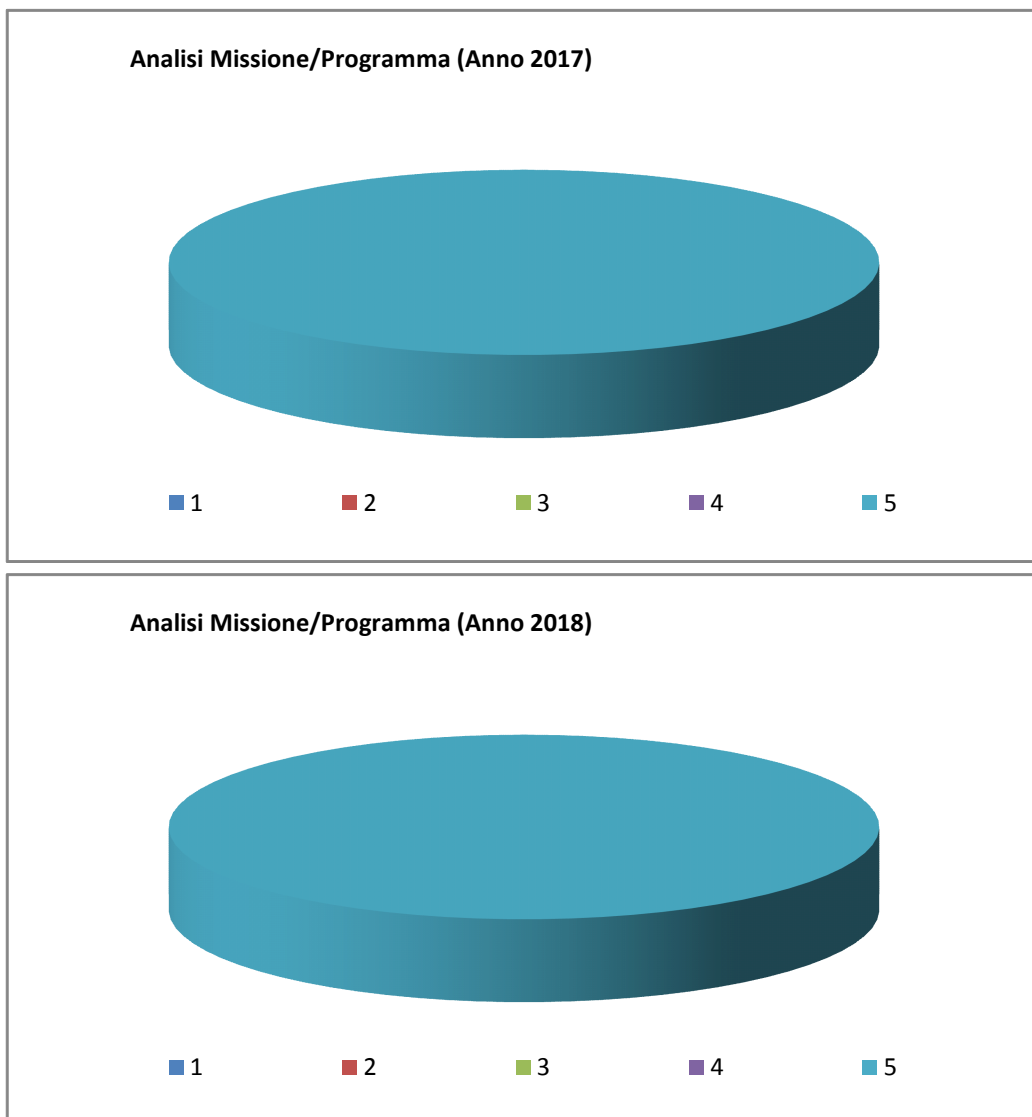 Analisi Missione/Programma (Anno 2017)
1 2 3 4 5
Analisi Missione/Programma (Anno 2018)
1 2 3 4 5